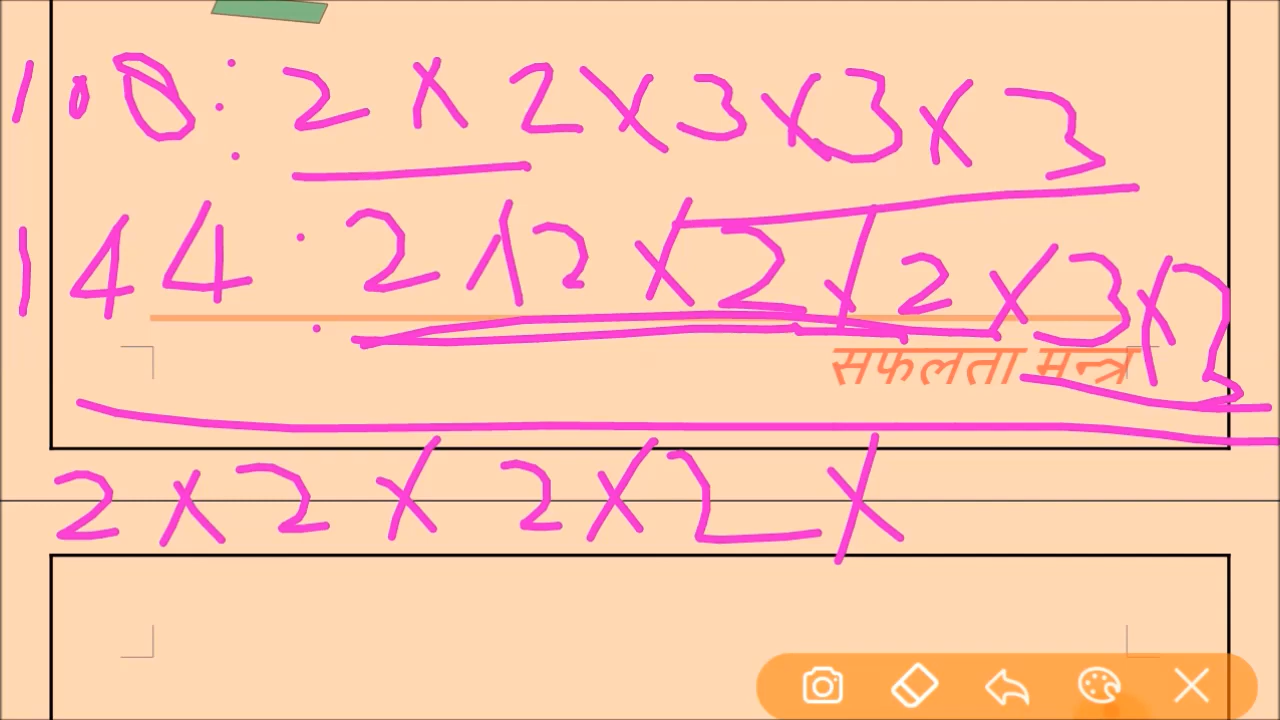 108: 2 x 2 x 3 x 3 x 3
144: 2 x 2 x 2 x 2 x 3 x 3
सफलता मन्त्र
2 x 2 x 2 x 2 x